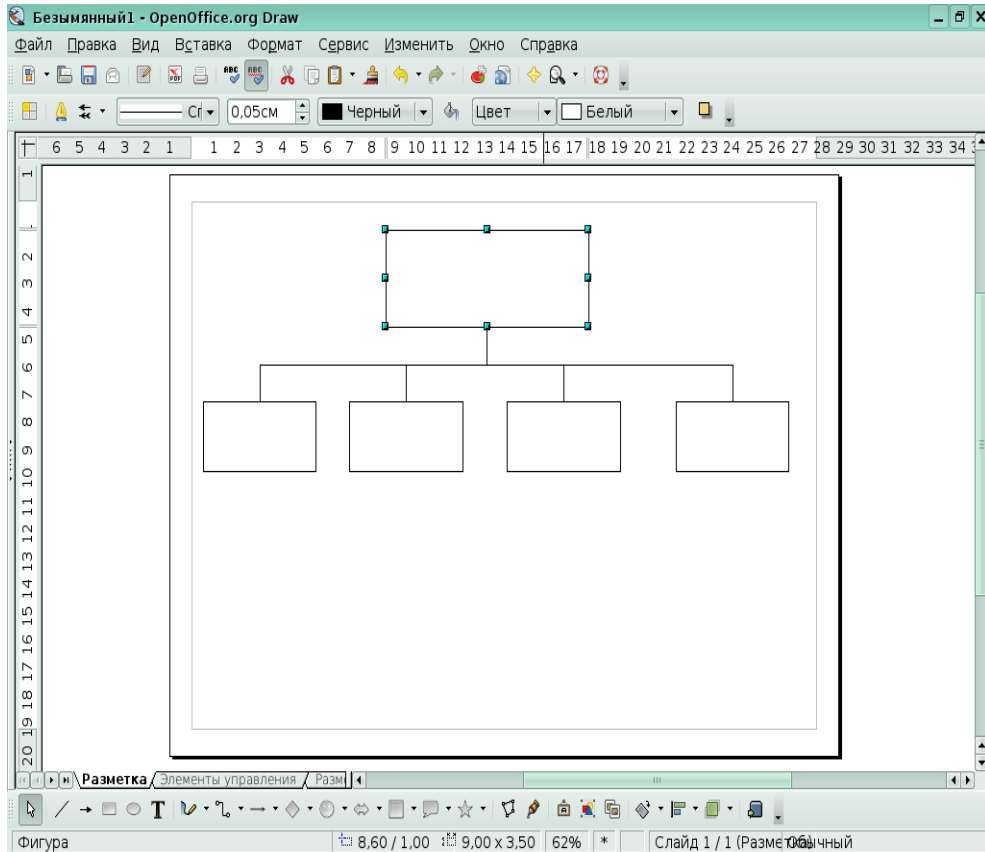 Безымянный1 - OpenOffice.org Draw
Файл Правка Вид Вставка Формат Сервис Изменить Окно Справка
PDF ABC ABC
0,05см Черный Цвет Белый
6 5 4 3 2 1 1 2 3 4 5 6 7 8 9 10 11 12 13 14 15 16 17 18 19 20 21 22 23 24 25 26 27 28 29 30 31 32 33 34
1
2
3
4
5
6
7
8
9
10
11
12
13
14
15
16
17
18
19
20
Разметка Элементы управления Разм
T
Фигура 8,60 / 1,00 9,00 x 3,50 62% * Слайд 1 / 1 (Разметка) Обычный